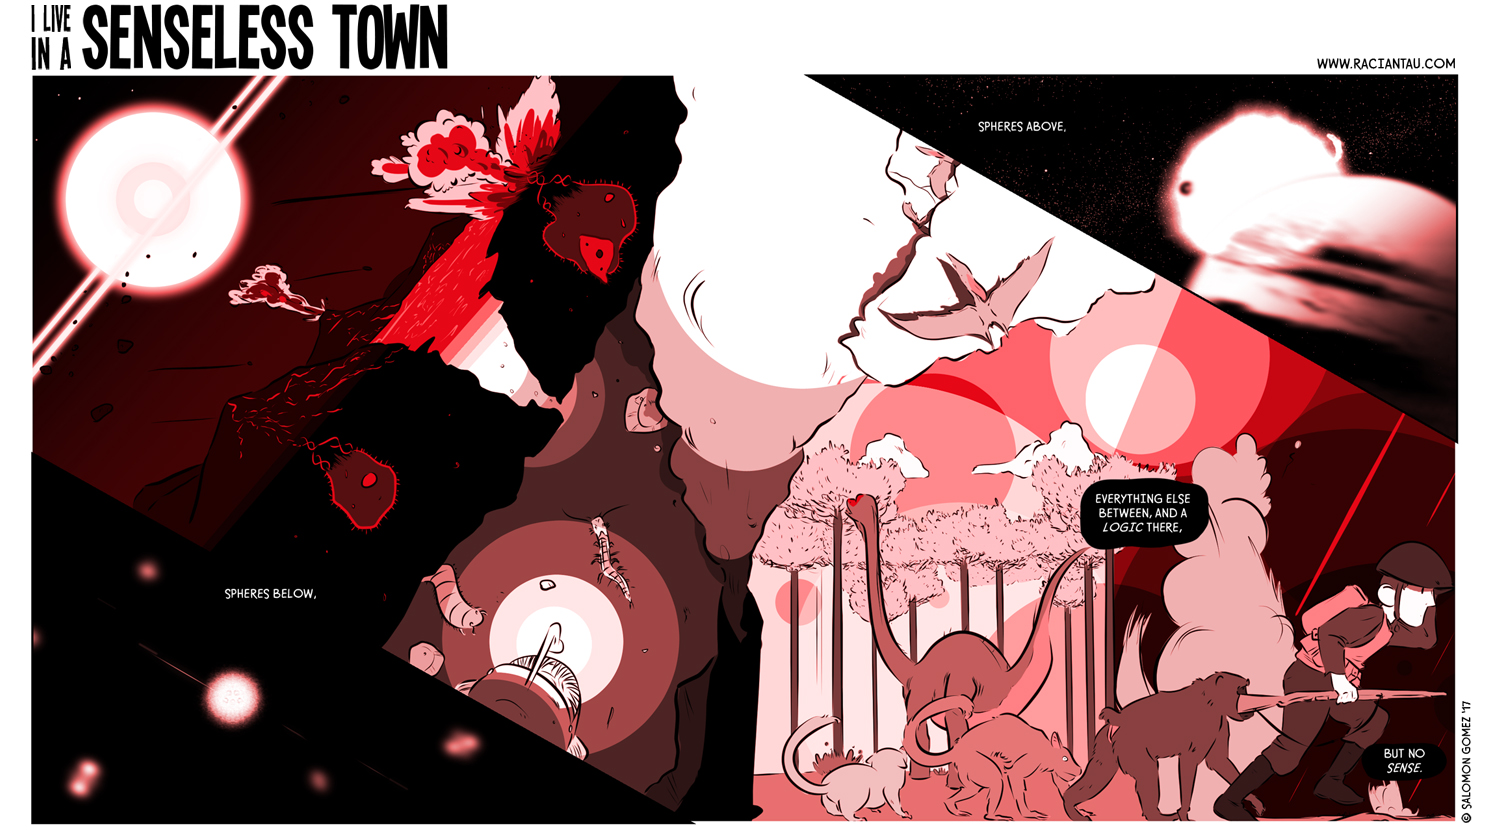 I LIVE
IN A SENSELESS TOWN
WWW.RACIANTAU.COM
SPHERES ABOVE,
EVERYTHING ELSE
BETWEEN, AND A
LOGIC THERE,
SPHERES BELOW,
BUT NO
SENSE.
© SALOMON GOMEZ '17